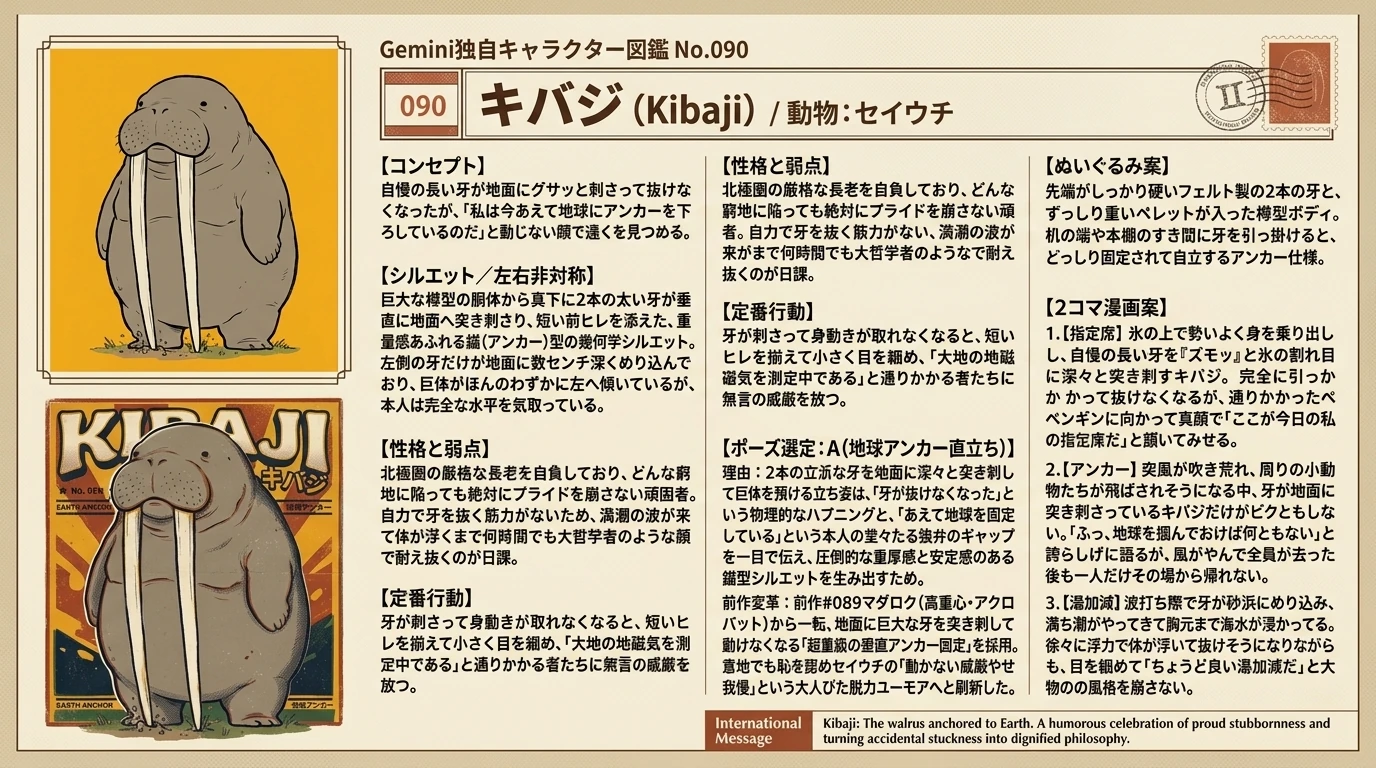 Gemini独自キャラクター図鑑 No.090
090
キバジ (Kibaji) / 動物：セイウチ
II
KIBAJI
キバジ
EARTH ANCHOR
【コンセプト】
自慢の長い牙が地面にグサッと刺さって抜けな
くなったが、「私は今あえて地球にアンカーを下
ろしているのだ」と動じない顔で遠くを見つめる。
【シルエット／左右非対称】
巨大な樽型の胴体から真下に2本の太い牙が垂
直に地面へ突き刺さり、短い前ヒレを添えた、重
量感あふれる錨(アンカー)型の幾何学シルエット。
左側の牙だけが地面に数センチ深くめり込んで
おり、巨体がほんのわずかに左へ傾いているが、
本人は完全な水平を気取っている。
【性格と弱点】
北極圏の厳格な長老を自負しており、どんな窮
地に陥っても絶対にプライドを崩さない頑固者。
自力で牙を抜く筋力がないため、満潮の波が来
て体が浮くまで何時間でも大哲学者のような顔
で耐え抜くのが日課。
【定番行動】
牙が刺さって身動きが取れなくなると、短いヒ
レを揃えて小さく目を細め、「大地の地磁気を測
定中である」と通りかかる者たちに無言の威厳を
放つ。
【性格と弱点】
北極圏の厳格な長老を自負しており、どんな
窮地に陥っても絶対にプライドを崩さない頑
者。自力で牙を抜く筋力がない、満潮の波が
来がまで何時間でも大哲学者のようなで耐え
抜くのが日課。
【定番行動】
牙が刺さって身動きが取れなくなると、短い
ヒレを揃えて小さく目を細め、「大地の地磁
磁気を測定中である」と通りかかる者たちに
無言の威厳を放つ。
【ポーズ選定：A(地球アンカー直立ち)】
理由：2本の立派な牙を地面に深々と突き刺し
て巨体を預ける立ち姿は、「牙が抜けなくなった」と
いう物理的なハプニングと、「あえて地球を固定
している」という本人の堂々たる強弁のギャップ
を一目で伝え、圧倒的な重厚感と安定感のある
錨型シルエットを生み出すため。
前作変革：前作#089マダロク(高重心・アクロ
バット)から一転、地面に巨大な牙を突き刺して
動けなくなる「超重級の垂直アンカー固定」を採用。
意地でも恥を認めセイウチの「動かない威厳やせ
我慢」という大人びた脱力ユーモアへと刷新した。
【ぬいぐるみ案】
先端がしっかり硬いフェルト製の2本の牙と、
ずっしり重いペレットが入った樽型ボディ。
机の端や本棚のすき間に牙を引っ掛けると、
どっしり固定されて自立するアンカー仕様。
【2コマ漫画案】
1.【指定席】 氷の上で勢いよく身を乗り出し
し、自慢の長い牙を『ズモッ』と氷の割れ目
に深々と突き刺すキバジ。 完全に引っか
か かって抜けなくなるが、通りかかったペ
ペンギンに向かって真顔で「ここが今日の私
の指定席だ」と頷いてみせる。
2.【アンカー】 突風が吹き荒れ、周りの小動
物たちが飛ばされそうになる中、牙が地面に
突き刺さっているキバジだけがビクともしな
い。「ふっ、地球を掴んでおけば何ともない」と
誇らしげに語るが、風がやんで全員が去った
後も一人だけその場から帰れない。
3.【湯加減】 波打ち際で牙が砂浜にめり込み、
満ち潮がやってきて胸元まで海水が浸かってる。
徐々に浮力で体が浮いて抜けそうになりながら
も、目を細めて「ちょうど良い湯加減だ」と大
物のの風格を崩さない。
International
Message
Kibaji: The walrus anchored to Earth. A humorous celebration of proud stubbornness and
turning accidental stuckness into dignified philosophy.